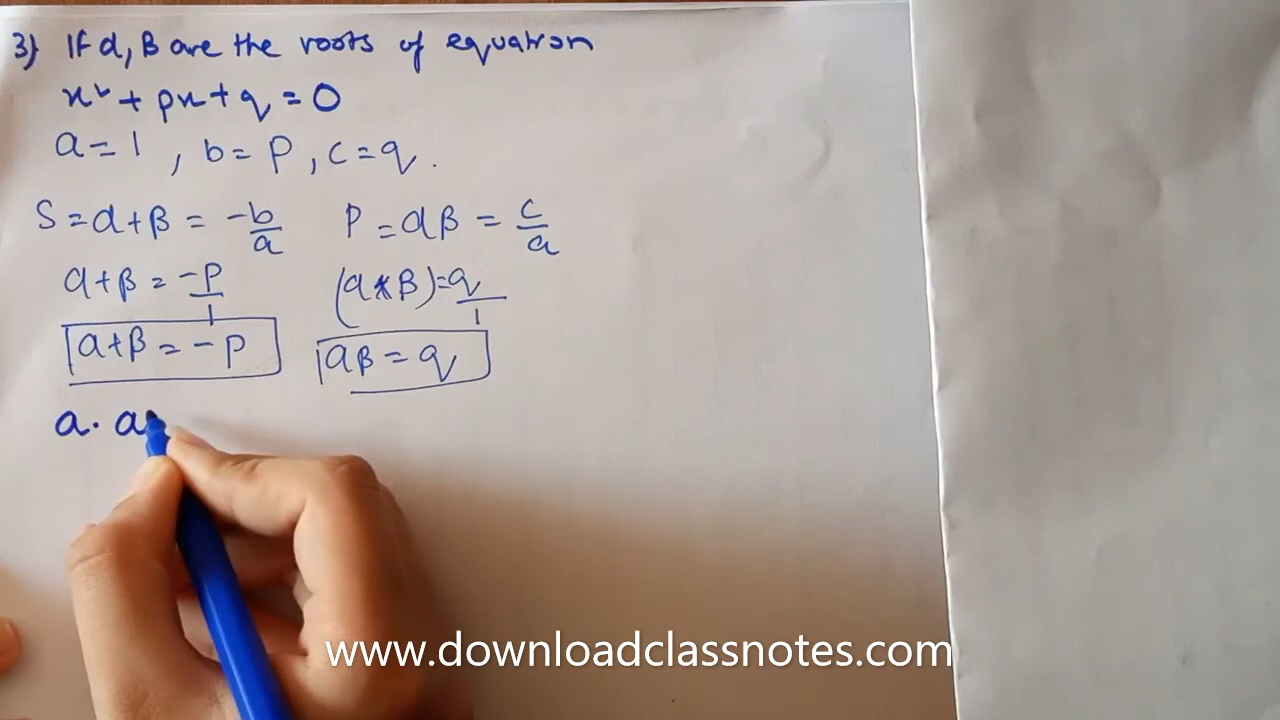 3) If α, β are the roots of equation
x² + px + q = 0
a = 1 , b = p , c = q .
S = α + β = -b/a P = αβ = c/a
α + β = -p/1 (α × β) = q/1
α + β = - p αβ = q
a. α
www.downloadclassnotes.com